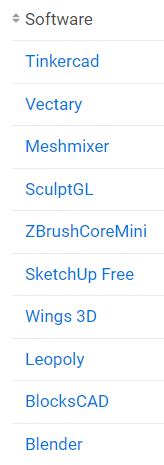 Software
Tinkercad
Vectary
Meshmixer
SculptGL
ZBrushCoreMini
SketchUp Free
Wings 3D
Leopoly
BlocksCAD
Blender